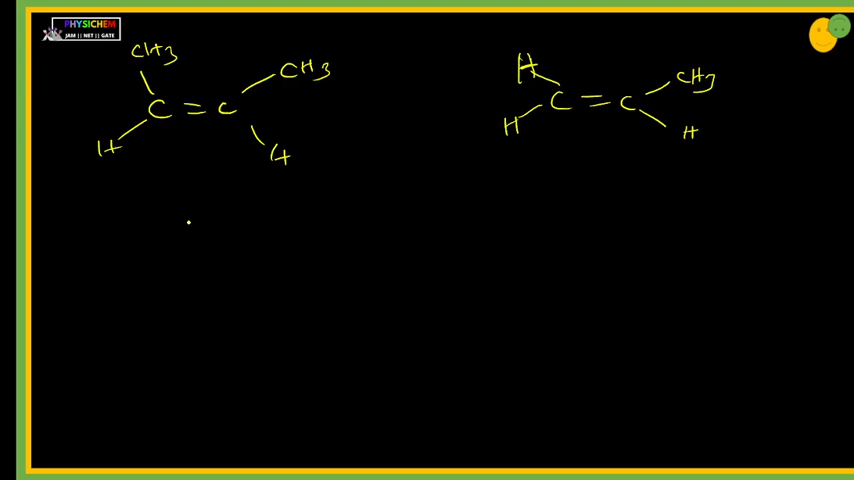 PHYSICHEM
JAM || NET || GATE
CH3
CH3
C = C
H
H
H
CH3
C = C
H
H